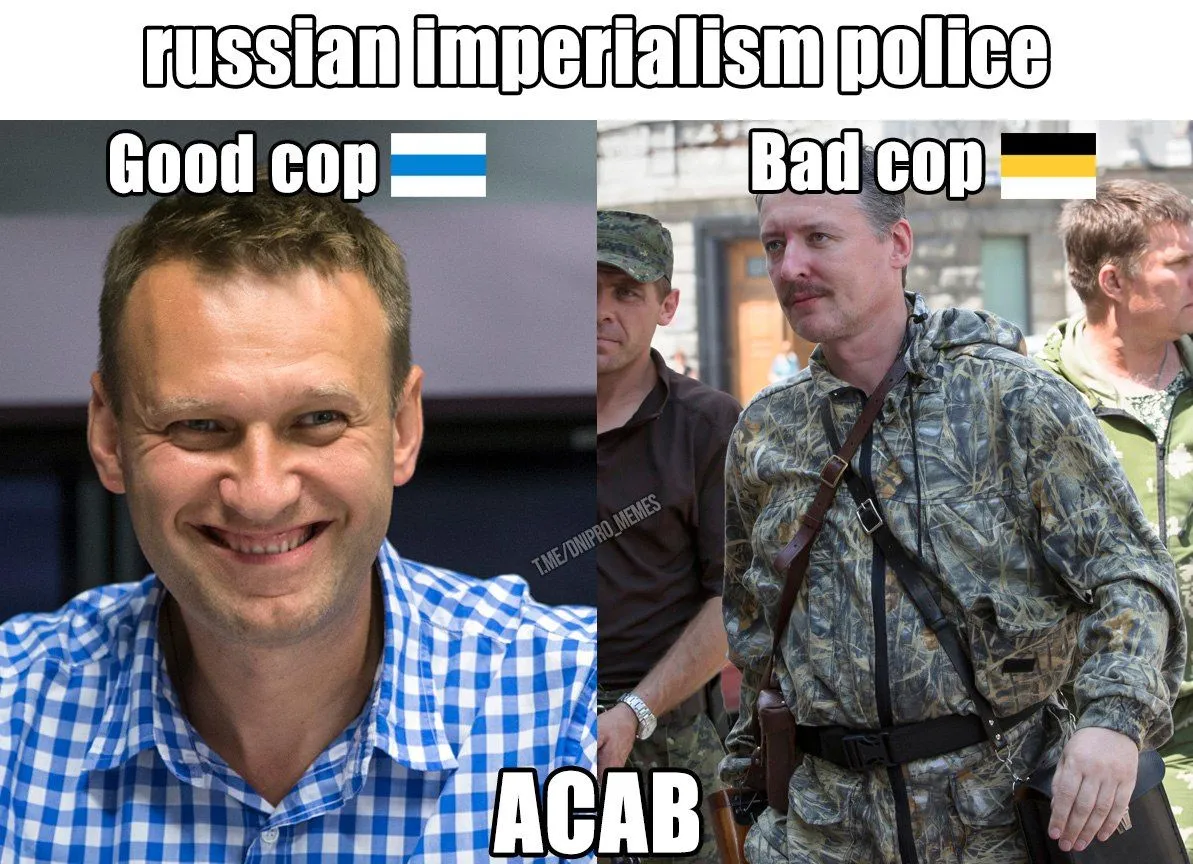 russian imperialism police
Good cop
Bad cop
T.ME/DNIPRO_MEMES
ACAB